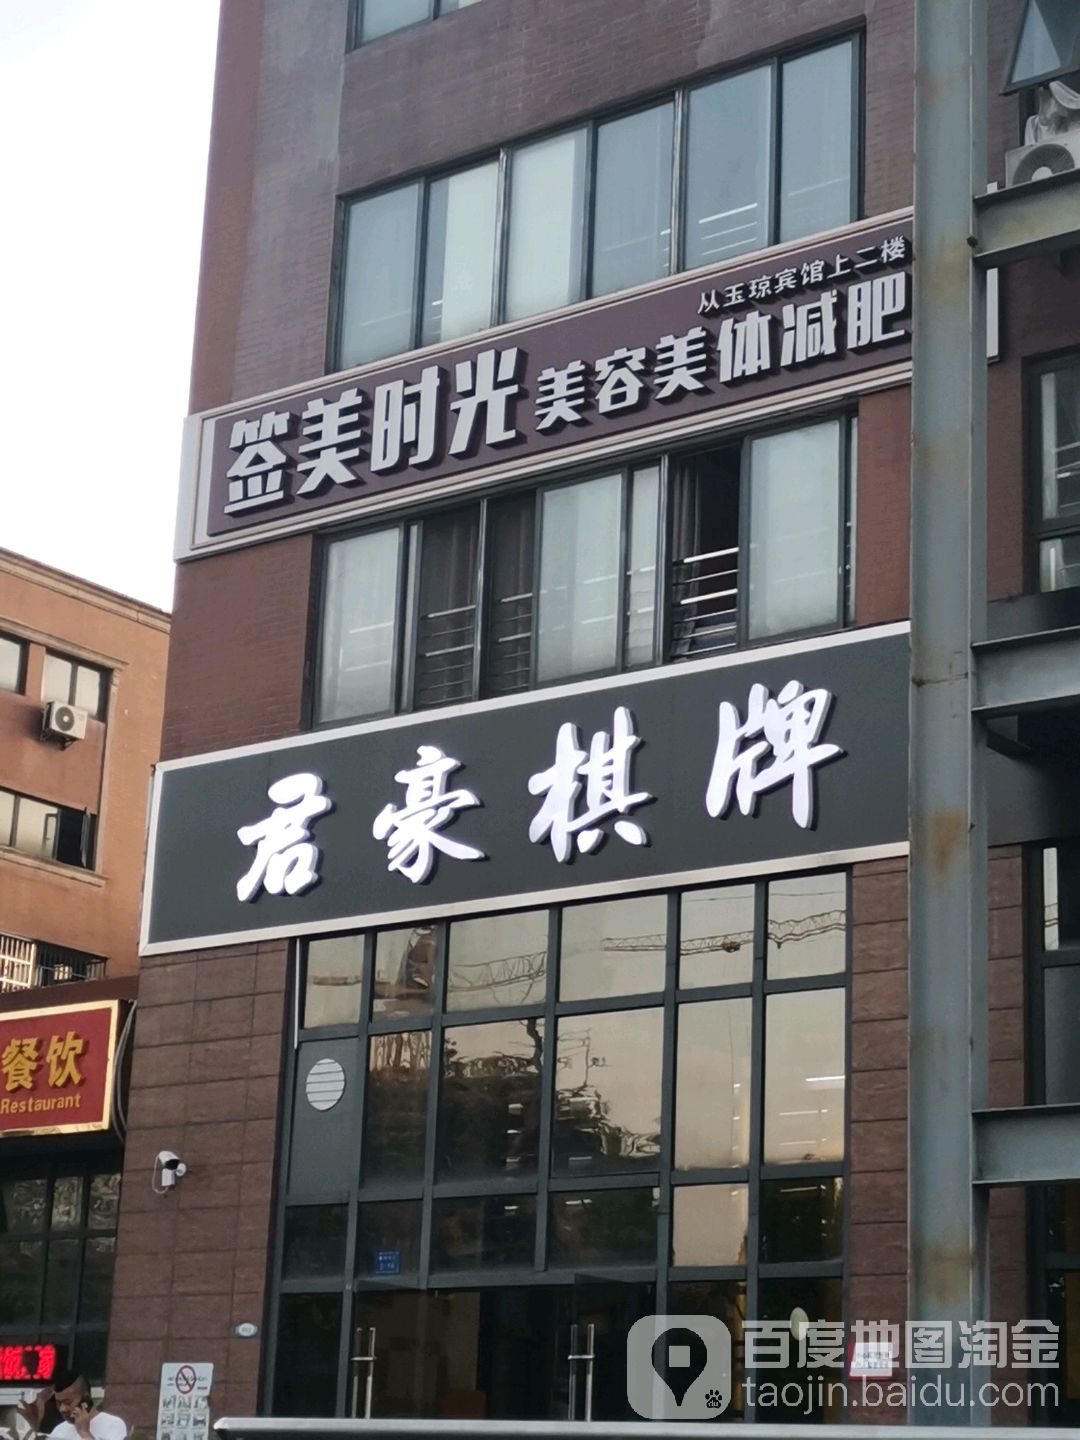 从玉琼宾馆上二楼
签美时光美容美体减肥
君豪棋牌
餐饮
Restaurant
百度地图淘金
taojin.baidu.com